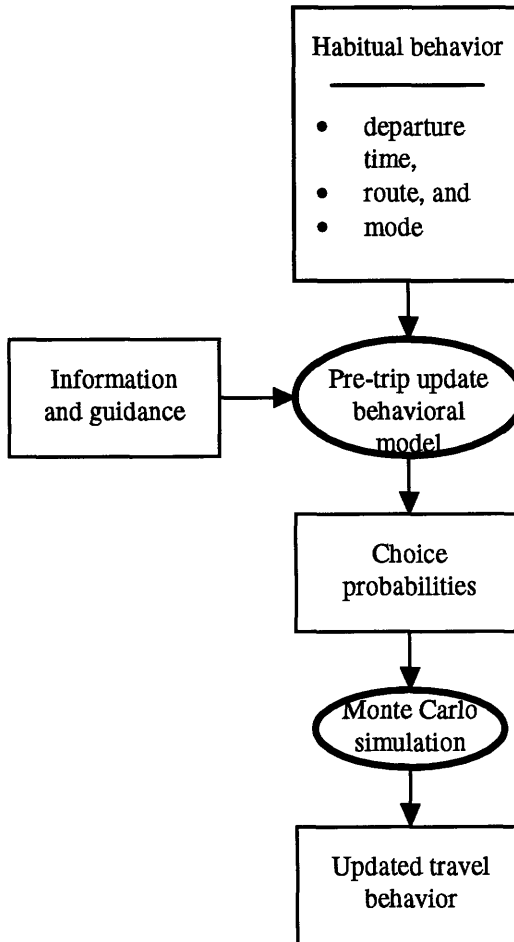 Habitual behavior
• departure
time,
• route, and
• mode
Information
and guidance
Pre-trip update
behavioral
model
Choice
probabilities
Monte Carlo
simulation
Updated travel
behavior